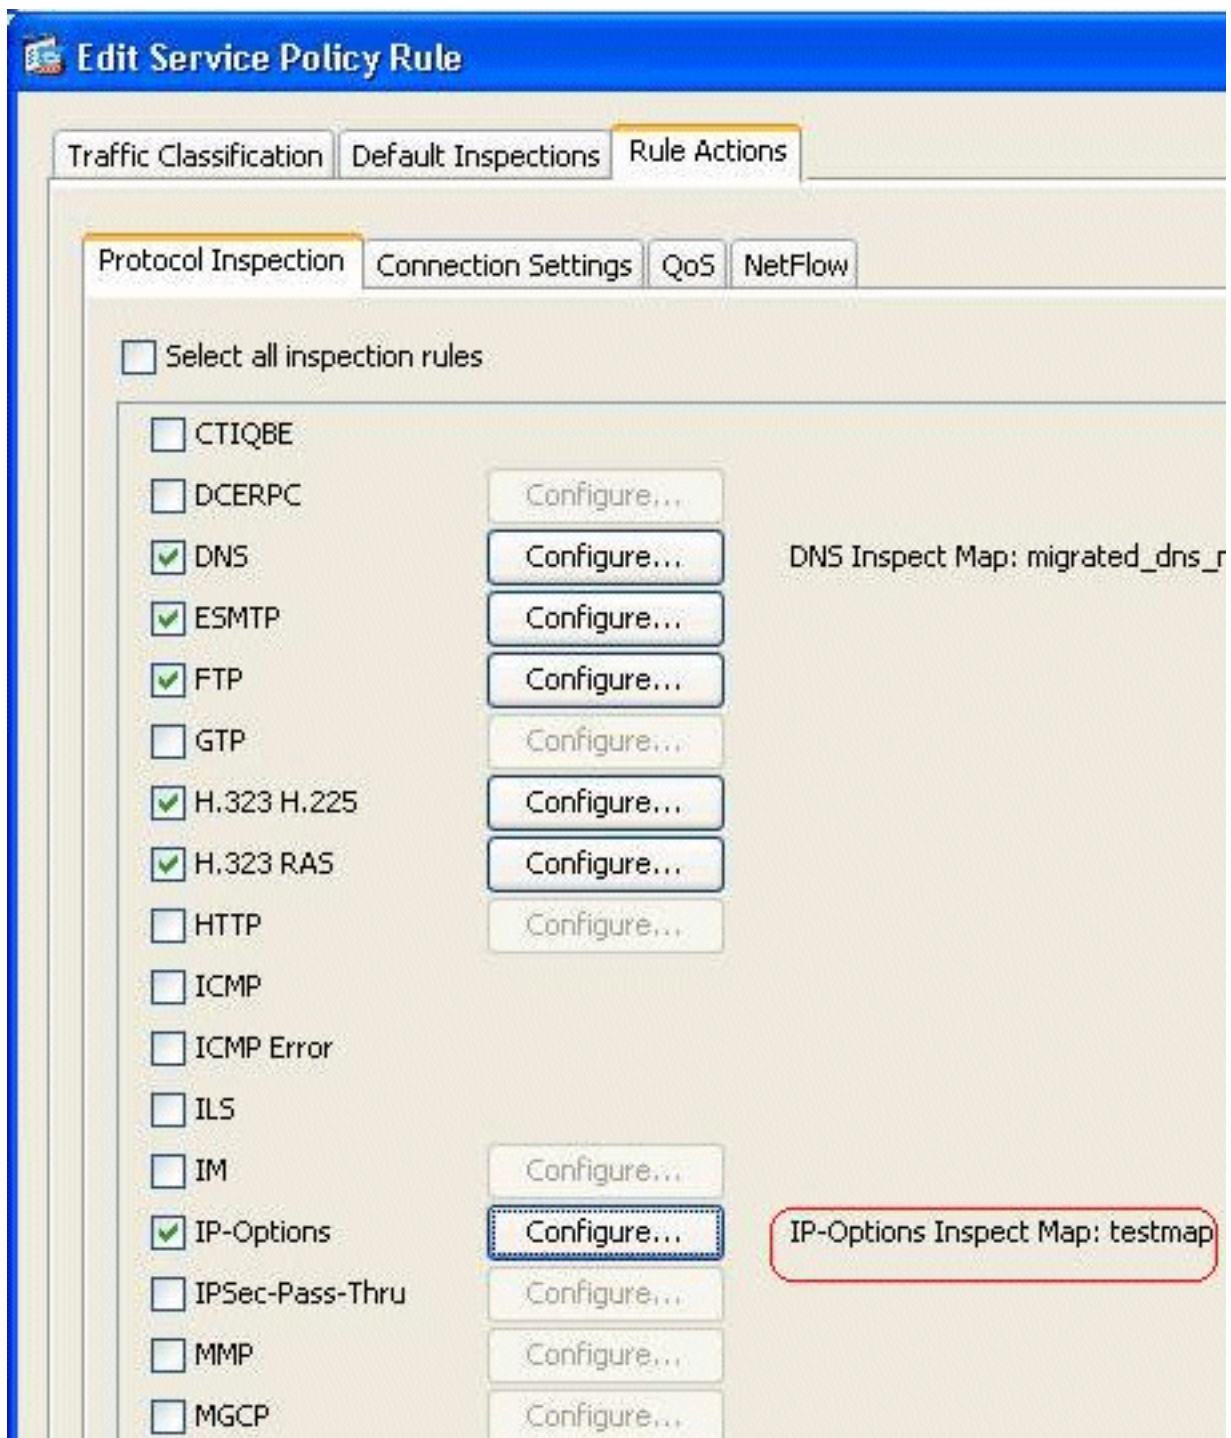 Edit Service Policy Rule
Traffic Classification Default Inspections Rule Actions
Protocol Inspection Connection Settings QoS NetFlow
Select all inspection rules
CTIQBE
DCERPC Configure...
DNS Configure... DNS Inspect Map:
ESMTP Configure...
FTP Configure...
GTP Configure...
H.323 H.225 Configure...
H.323 RAS Configure...
HTTP Configure...
ICMP
ICMP Error
ILS
IM Configure...
IP-Options Configure... IP-Options Inspect Map: testmap
IPSec-Pass-Thru Configure...
MMP Configure...
MGCP Configure...